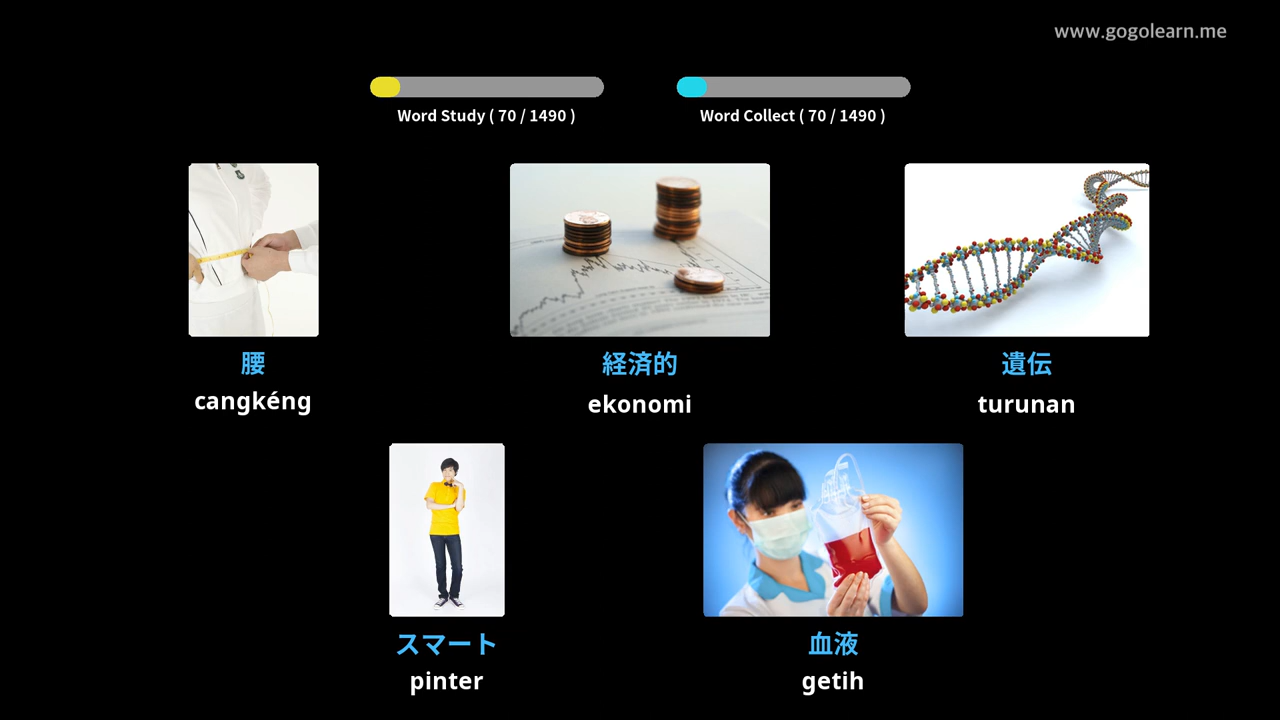 www.gogolearn.me
Word Study ( 70 / 1490 )
Word Collect ( 70 / 1490 )
腰
cangkéng
経済的
ekonomi
遺伝
turunan
スマート
pinter
血液
getih